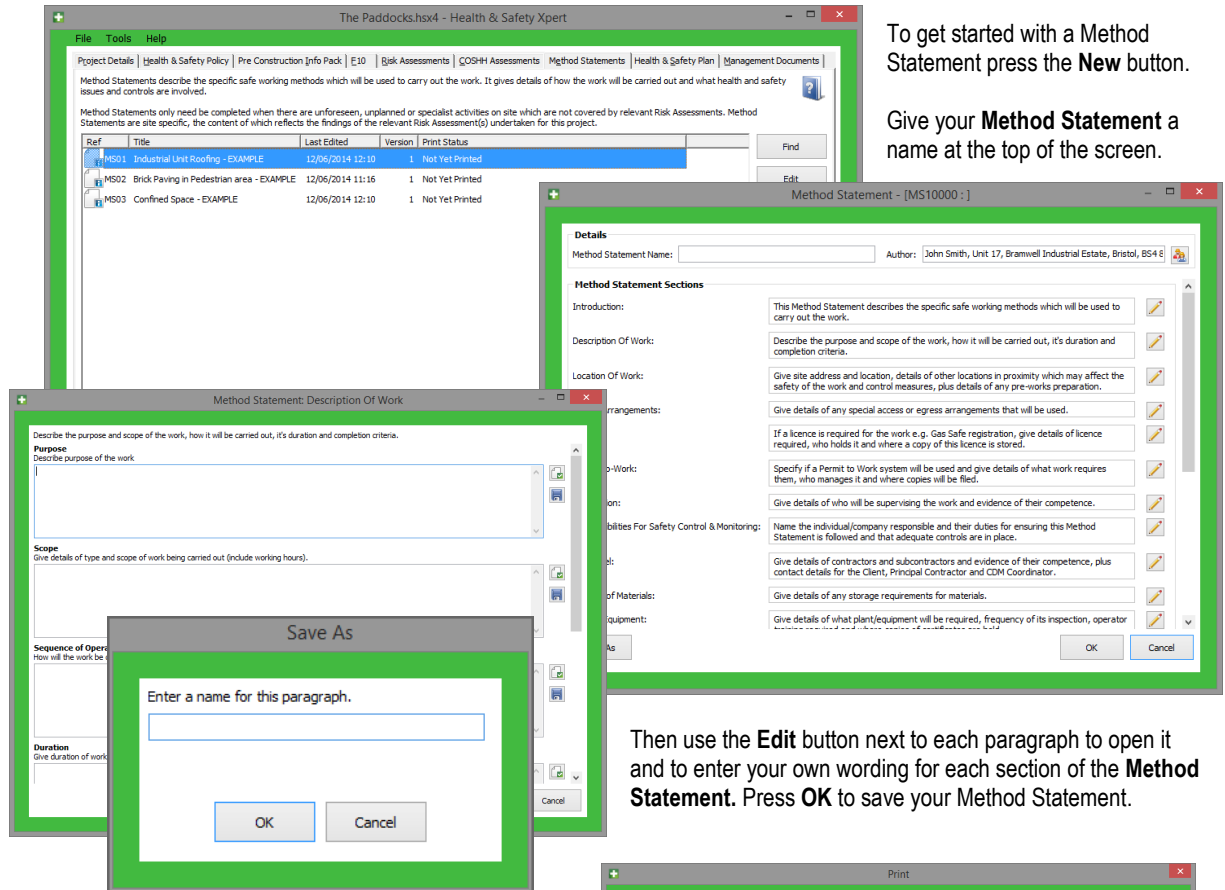 The Paddocks.hsx4 - Health & Safety Xpert
File Tools Help
Project Details Health & Safety Policy Pre Construction Info Pack F10 Risk Assessments COSHH Assessments Method Statements Health & Safety Plan Management Documents
Method Statements describe the specific safe working methods which will be used to carry out the work. It gives details of how the work will be carried out and what health and safety
issues and controls are involved.
Method Statements only need be completed when there are unforeseen, unplanned or specialist activities on site which are not covered by relevant Risk Assessments. Method
Statements are site specific, the content of which reflects the findings of the relevant Risk Assessment(s) undertaken for this project.
Ref Title Last Edited Version Print Status
MS01 Industrial Unit Roofing - EXAMPLE 12/06/2014 12:10 1 Not Yet Printed
MS02 Brick Paving in Pedestrian area - EXAMPLE 12/06/2014 11:16 1 Not Yet Printed
MS03 Confined Space - EXAMPLE 12/06/2014 12:10 1 Not Yet Printed
Find
Edit
To get started with a Method
Statement press the New button.
Give your Method Statement a
name at the top of the screen.
Method Statement - [MS10000 : ]
Details
Method Statement Name: Author: John Smith, Unit 17, Bramwell Industrial Estate, Bristol, BS4 8
Method Statement Sections
Introduction: This Method Statement describes the specific safe working methods which will be used to
carry out the work.
Description Of Work: Describe the purpose and scope of the work, how it will be carried out, it's duration and
completion criteria.
Location Of Work: Give site address and location, details of other locations in proximity which may affect the
safety of the work and control measures, plus details of any pre-works preparation.
rrangements: Give details of any special access or egress arrangements that will be used.
If a licence is required for the work e.g. Gas Safe registration, give details of licence
required, who holds it and where a copy of this licence is stored.
o-Work: Specify if a Permit to Work system will be used and give details of what work requires
them, who manages it and where copies will be filed.
on: Give details of who will be supervising the work and evidence of their competence.
bilities For Safety Control & Monitoring: Name the individual/company responsible and their duties for ensuring this Method
Statement is followed and that adequate controls are in place.
el: Give details of contractors and subcontractors and evidence of their competence, plus
contact details for the Client, Principal Contractor and CDM Coordinator.
of Materials: Give details of any storage requirements for materials.
quipment: Give details of what plant/equipment will be required, frequency of its inspection, operator
As OK Cancel
Method Statement: Description Of Work
Describe the purpose and scope of the work, how it will be carried out, it's duration and completion criteria.
Purpose
Describe purpose of the work
Scope
Give details of type and scope of work being carried out (include working hours).
Sequence of Opera
How will the work be
Duration
Give duration of work
Cancel
Save As
Enter a name for this paragraph.
OK Cancel
Then use the Edit button next to each paragraph to open it
and to enter your own wording for each section of the Method
Statement. Press OK to save your Method Statement.
Print